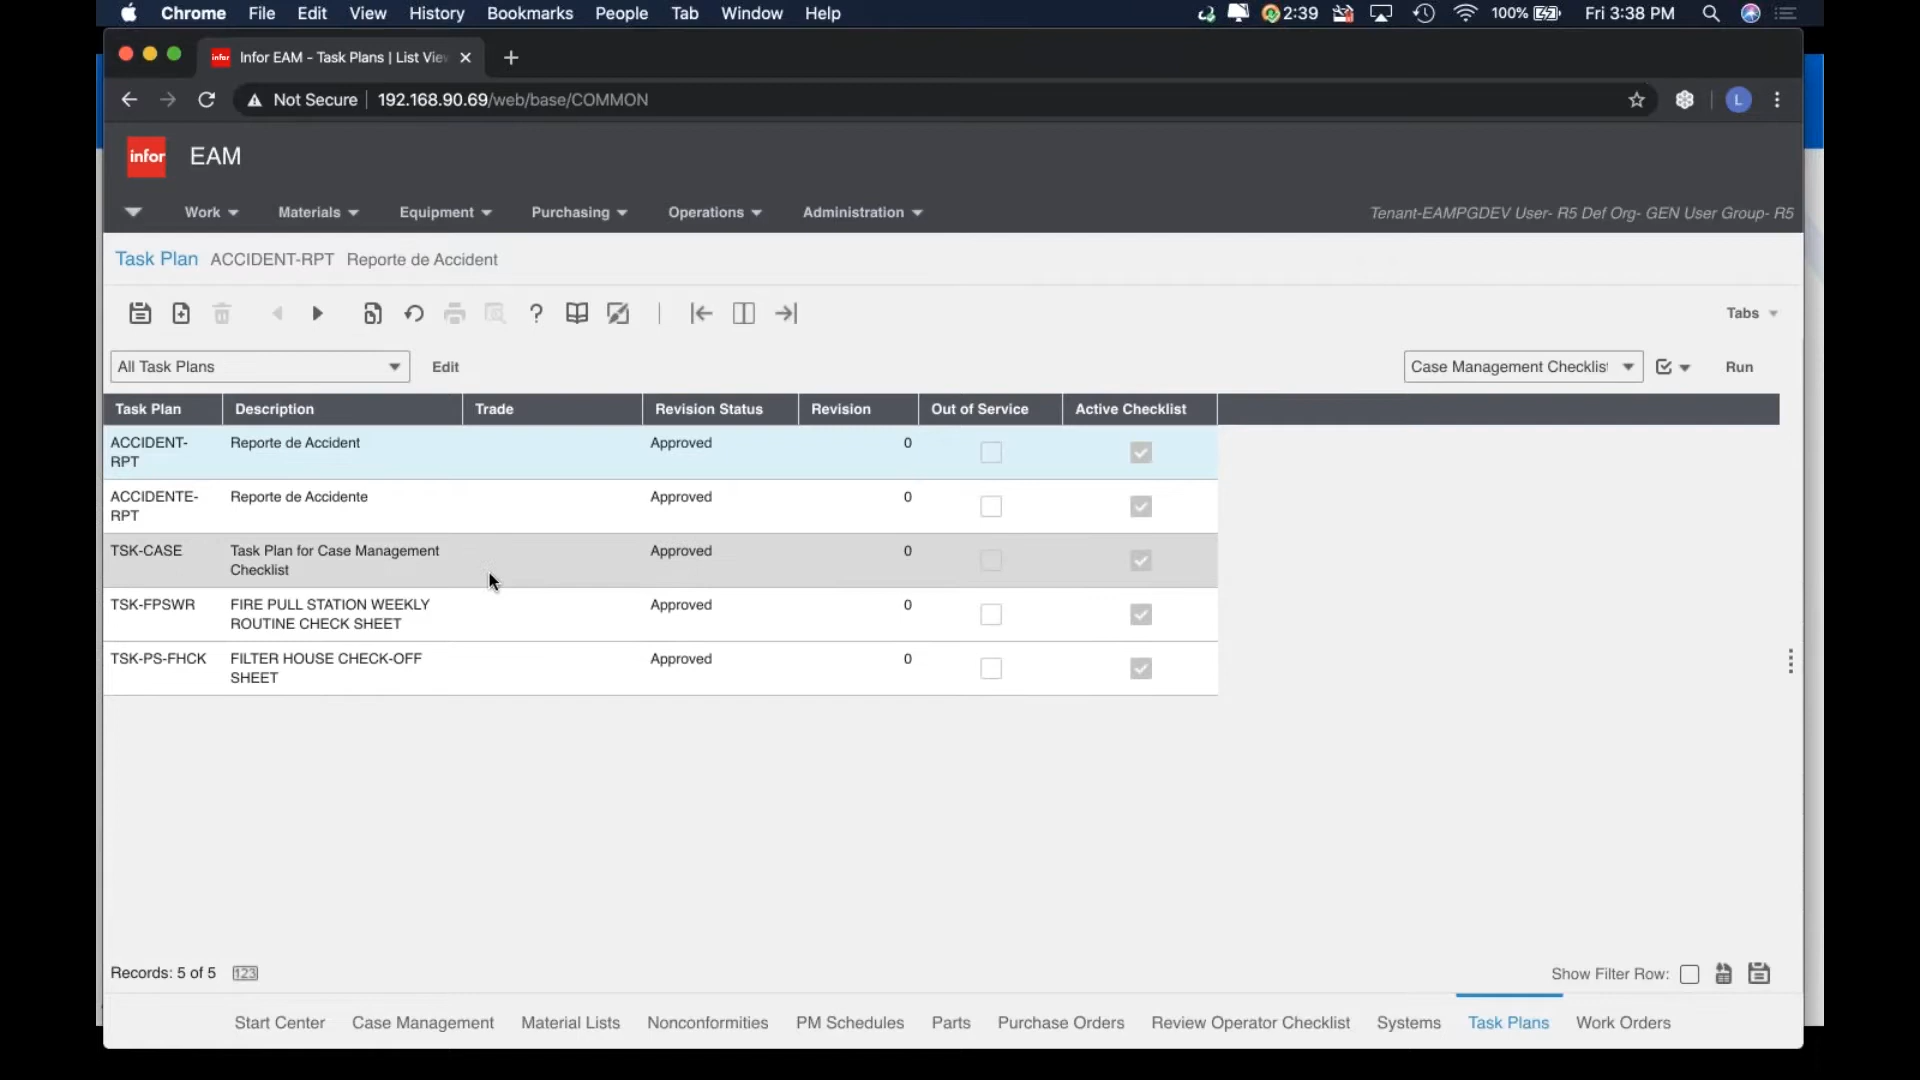 Chrome File Edit View History Bookmarks People Tab Window Help 2:39 100% Fri 3:38 PM
infor Infor EAM - Task Plans | List View
Not Secure 192.168.90.69/web/base/COMMON L
infor EAM
Work Materials Equipment Purchasing Operations Administration Tenant-EAMPGDEV User- R5 Def Org- GEN User Group- R5
Task Plan ACCIDENT-RPT Reporte de Accident
? Tabs
All Task Plans Edit Case Management Checklist Run
Task Plan Description Trade Revision Status Revision Out of Service Active Checklist
ACCIDENT- Reporte de Accident Approved 0
RPT
ACCIDENTE- Reporte de Accidente Approved 0
RPT
TSK-CASE Task Plan for Case Management Approved 0
Checklist
TSK-FPSWR FIRE PULL STATION WEEKLY Approved 0
ROUTINE CHECK SHEET
TSK-PS-FHCK FILTER HOUSE CHECK-OFF Approved 0
SHEET
Records: 5 of 5 123 Show Filter Row:
Start Center Case Management Material Lists Nonconformities PM Schedules Parts Purchase Orders Review Operator Checklist Systems Task Plans Work Orders